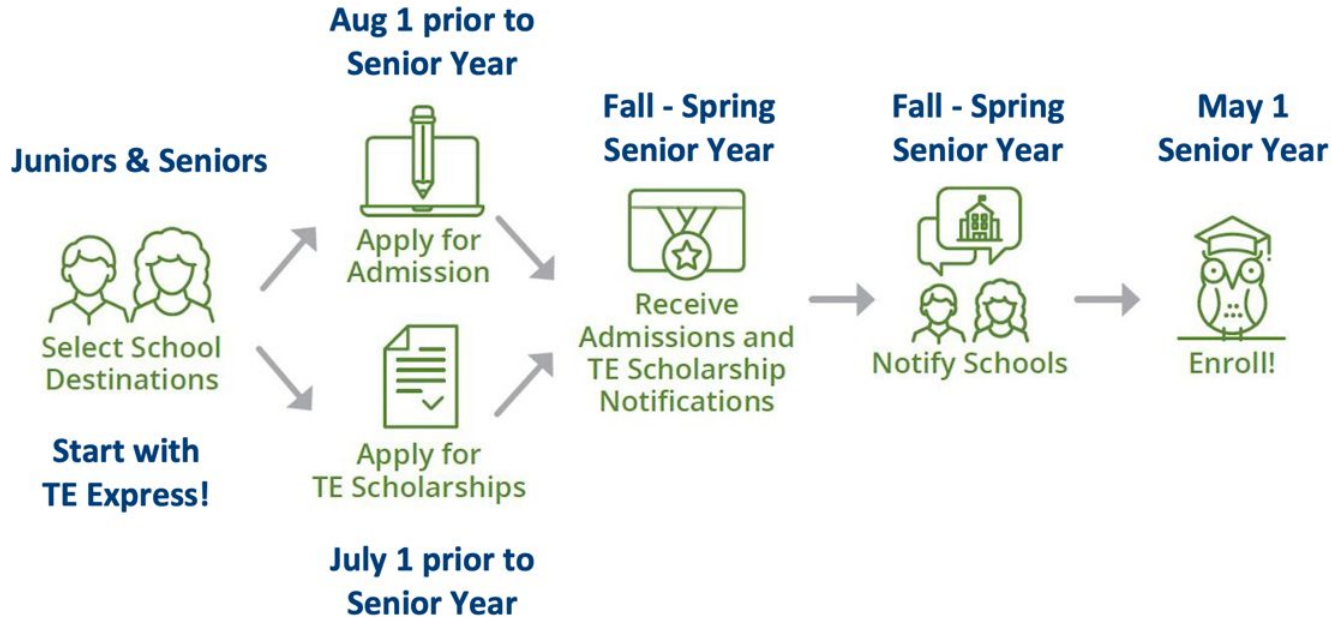 Juniors & Seniors
Select School
Destinations
Start with
TE Express!
Aug 1 prior to
Senior Year
Apply for
Admission
Apply for
TE Scholarships
July 1 prior to
Senior Year
Fall - Spring
Senior Year
Receive
Admissions and
TE Scholarship
Notifications
Fall - Spring
Senior Year
Notify Schools
May 1
Senior Year
Enroll!